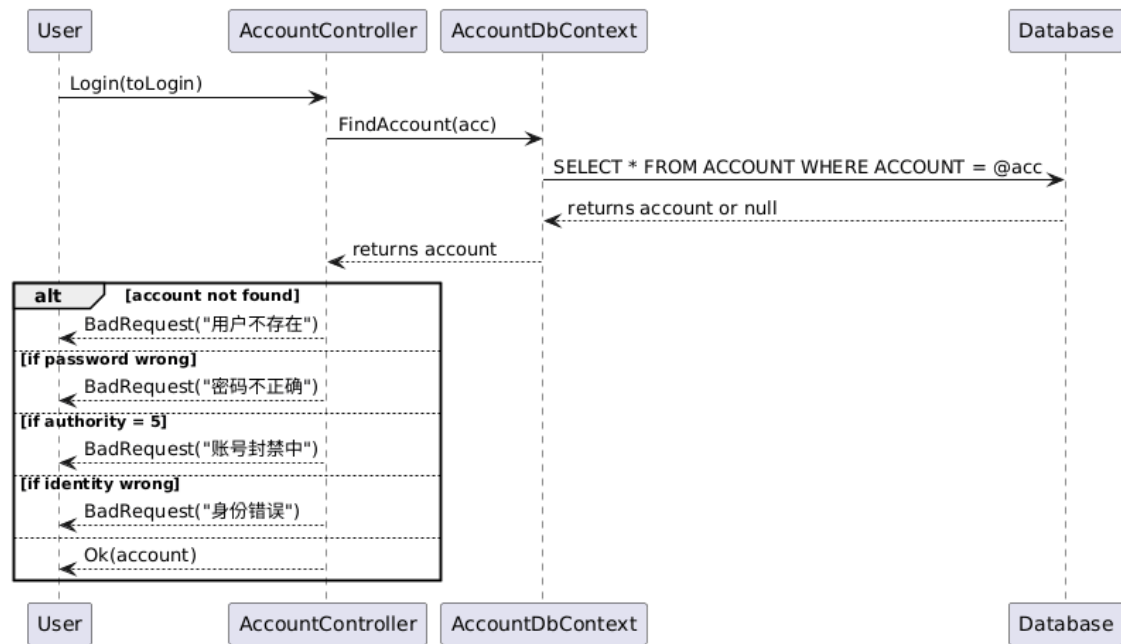 User AccountController AccountDbContext Database
Login(toLogin)
FindAccount(acc)
SELECT * FROM ACCOUNT WHERE ACCOUNT = @acc
returns account or null
returns account
alt [account not found]
BadRequest("用户不存在")
[if password wrong]
BadRequest("密码不正确")
[if authority = 5]
BadRequest("账号封禁中")
[if identity wrong]
BadRequest("身份错误")
Ok(account)
User AccountController AccountDbContext Database